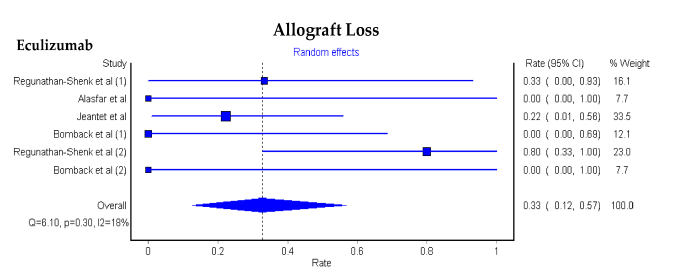 Allograft Loss
Eculizumab
Random effects
Study Rate (95% CI) % Weight
Regunathan-Shenk et al (1) 0.33 ( 0.00, 0.93) 16.1
Alasfar et al 0.00 ( 0.00, 1.00) 7.7
Jeantet et al 0.22 ( 0.01, 0.56) 33.5
Bomback et al (1) 0.00 ( 0.00, 0.69) 12.1
Regunathan-Shenk et al (2) 0.80 ( 0.33, 1.00) 23.0
Bomback et al (2) 0.00 ( 0.00, 1.00) 7.7
Overall 0.33 ( 0.12, 0.57) 100.0
Q=6.10, p=0.30, I2=18%
0 0.2 0.4 0.6 0.8 1
Rate